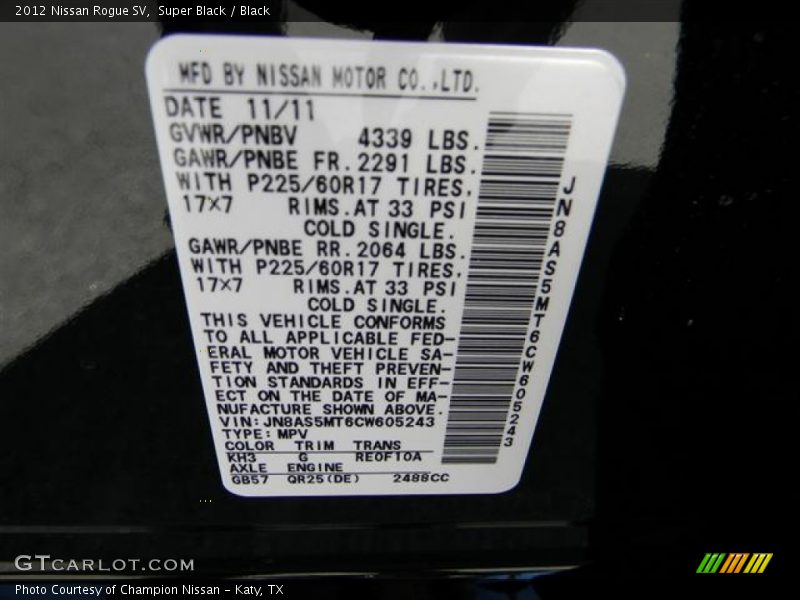 2012 Nissan Rogue SV, Super Black / Black
MFD BY NISSAN MOTOR CO.,LTD.
DATE 11/11
GVWR/PNBV 4339 LBS.
GAWR/PNBE FR. 2291 LBS.
WITH P225/60R17 TIRES.
17×7 RIMS. AT 33 PSI
COLD SINGLE.
GAWR/PNBE RR. 2064 LBS.
WITH P225/60R17 TIRES.
17×7 RIMS. AT 33 PSI
COLD SINGLE.
THIS VEHICLE CONFORMS
TO ALL APPLICABLE FED-
ERAL MOTOR VEHICLE SA-
FETY AND THEFT PREVEN-
TION STANDARDS IN EFF-
ECT ON THE DATE OF MA-
NUFACTURE SHOWN ABOVE.
VIN: JN8AS5MT6CW605243
TYPE: MPV
COLOR TRIM TRANS
KH3 G RE0F10A
AXLE ENGINE
GB57 QR25(DE) 2488CC
JN8AS5MT6CW605243
GTCARLOT.COM
Photo Courtesy of Champion Nissan - Katy, TX